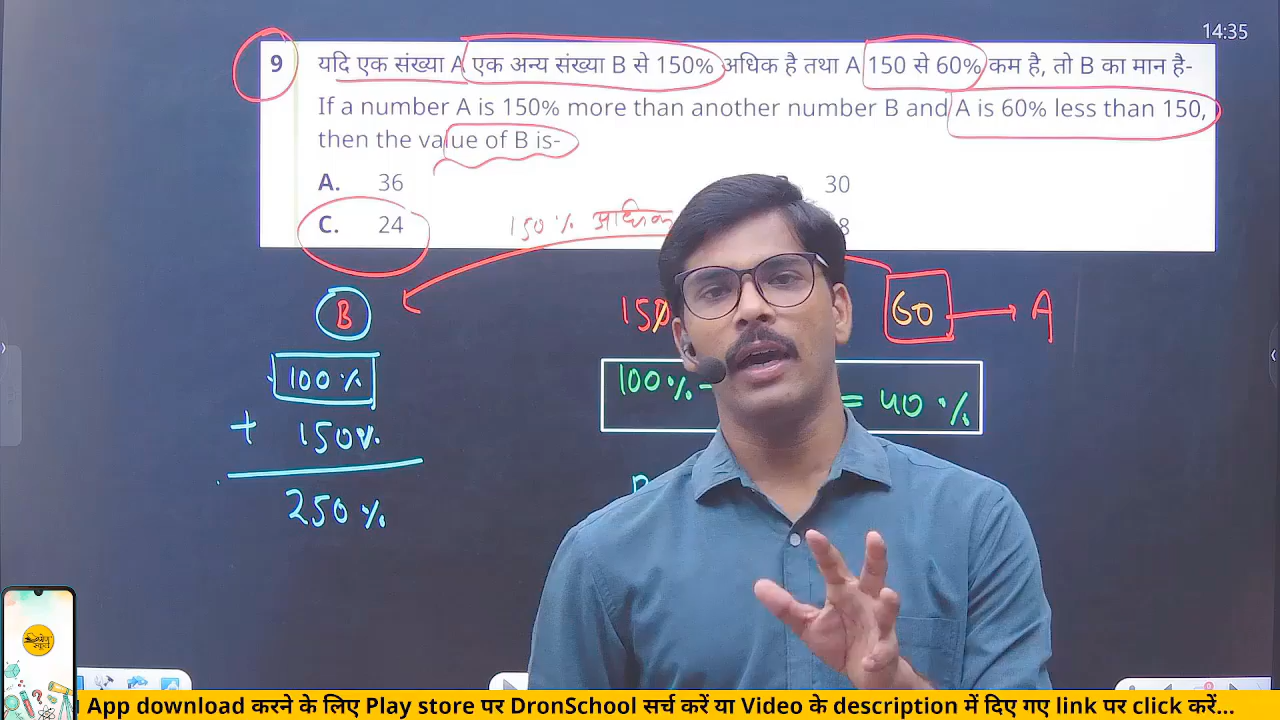 14:35
9 यदि एक संख्या A एक अन्य संख्या B से 150% अधिक है तथा A 150 से 60% कम है, तो B का मान है-
If a number A is 150% more than another number B and A is 60% less than 150,
then the value of B is-
A. 36 30
C. 24 8
150 % अधिक
B 150 60 A
100 % 100 % - = 40 %
+ 150 %
250 %
App download करने के लिए Play store पर DronSchool सर्च करें या Video के description में दिए गए link पर click करें...